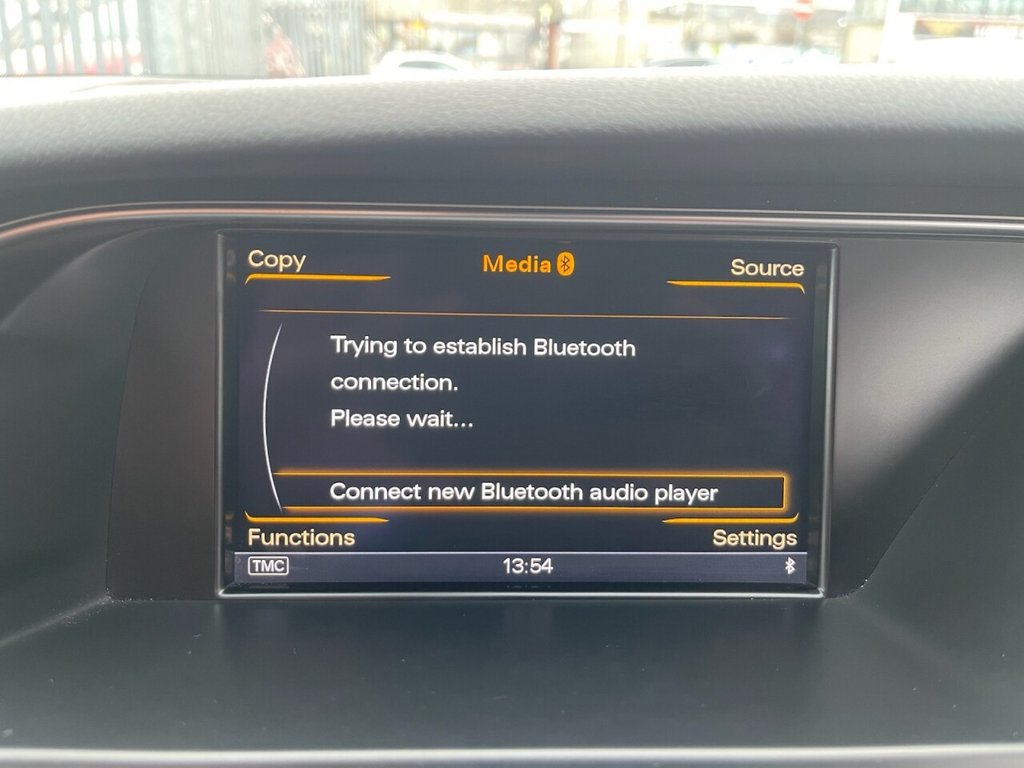 Copy
Media
Source
Trying to establish Bluetooth
connection.
Please wait...
Connect new Bluetooth audio player
Functions
Settings
TMC
13:54